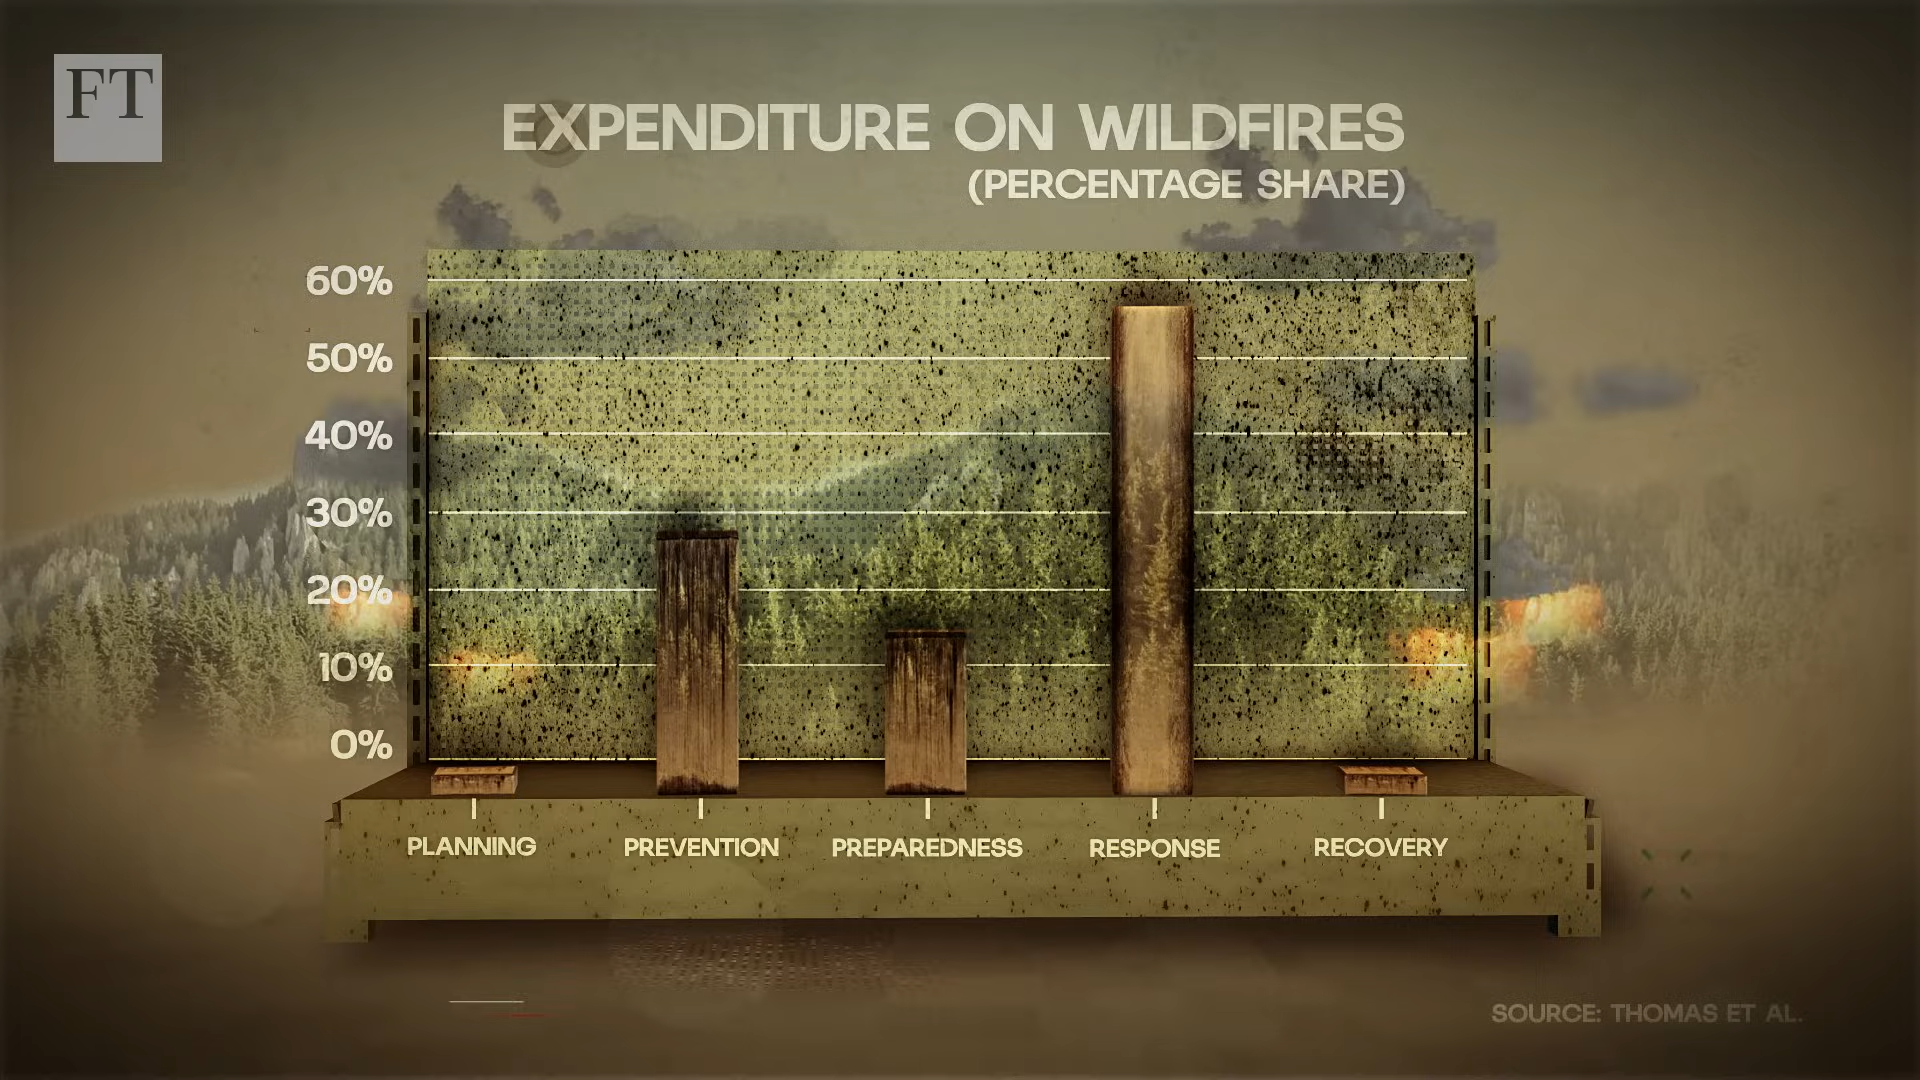 FT
EXPENDITURE ON WILDFIRES
(PERCENTAGE SHARE)
60%
50%
40%
30%
20%
10%
0%
PLANNING PREVENTION PREPAREDNESS RESPONSE RECOVERY
SOURCE: THOMAS ET AL.